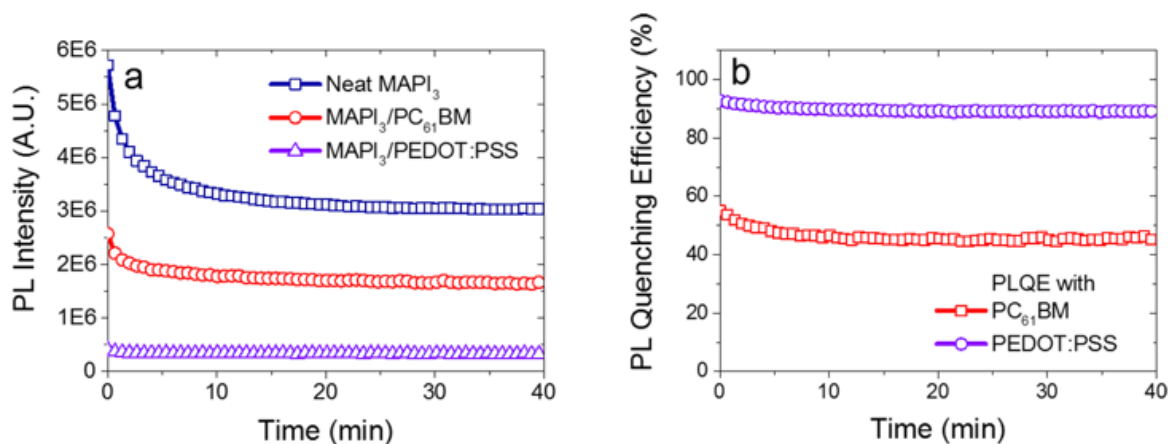 a
6E6
5E6
4E6
3E6
2E6
1E6
0
PL Intensity (A.U.)
Neat MAPI₃
MAPI₃/PC₆₁BM
MAPI₃/PEDOT:PSS
0 10 20 30 40
Time (min)
b
100
80
60
40
20
0
PL Quenching Efficiency (%)
PLQE with
PC₆₁BM
PEDOT:PSS
0 10 20 30 40
Time (min)